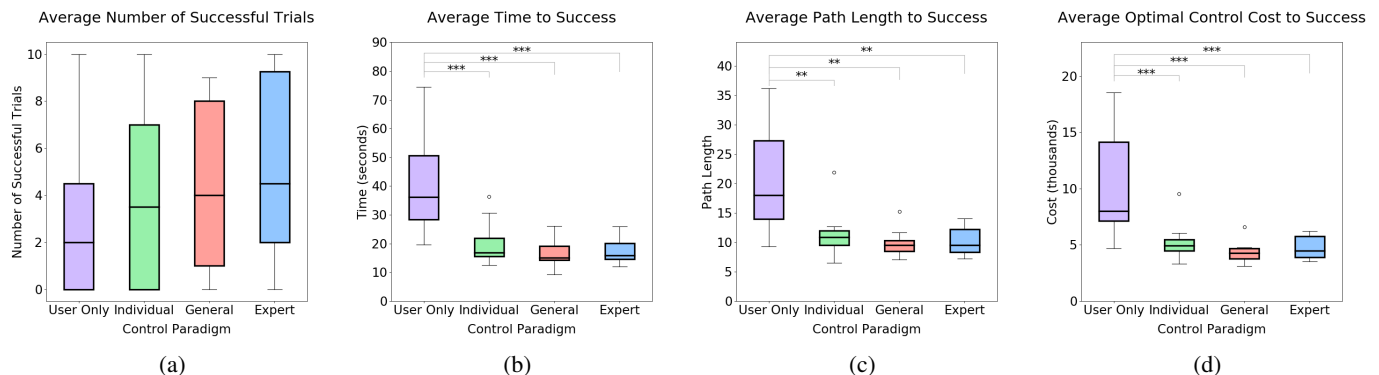 Average Number of Successful Trials
Number of Successful Trials
10
8
6
4
2
0
User Only Individual General Expert
Control Paradigm
(a)
Average Time to Success
Time (seconds)
90
80
70
60
50
40
30
20
10
0
***
***
***
User Only Individual General Expert
Control Paradigm
(b)
Average Path Length to Success
Path Length
40
35
30
25
20
15
10
5
0
**
**
**
User Only Individual General Expert
Control Paradigm
(c)
Average Optimal Control Cost to Success
Cost (thousands)
20
15
10
5
0
***
***
***
User Only Individual General Expert
Control Paradigm
(d)